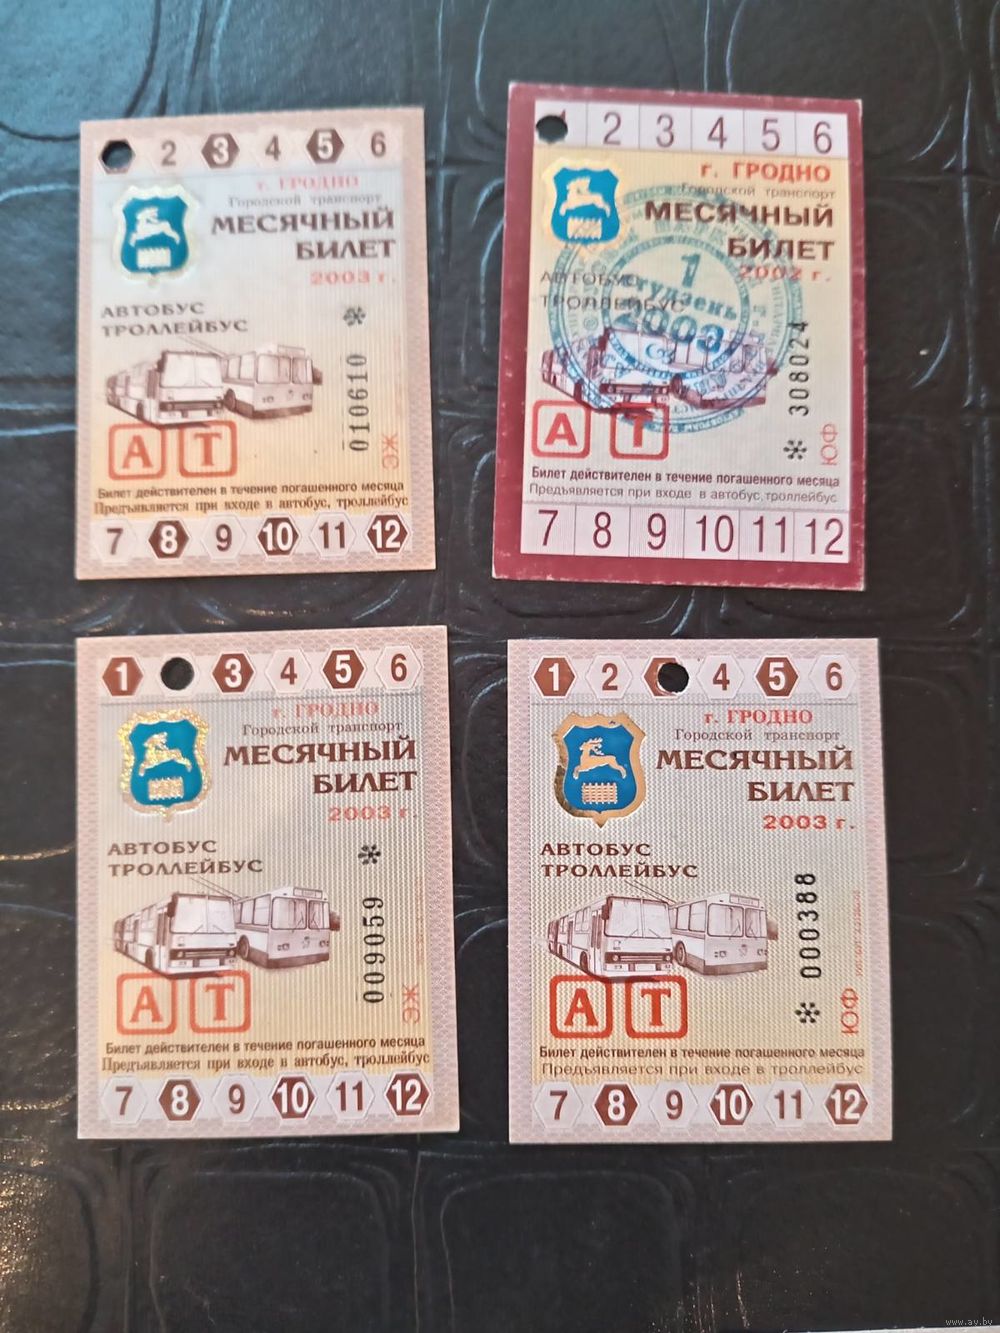 2 3 4 5 6
г. ГРОДНО
Городской транспорт
МЕСЯЧНЫЙ
БИЛЕТ
2003 г.
АВТОБУС
ТРОЛЛЕЙБУС
010610
ЭЖ
А Т
Билет действителен в течение погашенного месяца
Предъявляется при входе в автобус, троллейбус
7 8 9 10 11 12
2 3 4 5 6
г. ГРОДНО
Городской транспорт
МЕСЯЧНЫЙ
БИЛЕТ
2002 г.
АВТОБУС
ТРОЛЛЕЙБУС
1
студзень
2003
308024
ЮФ
А Т
Билет действителен в течение погашенного месяца
Предъявляется при входе в автобус, троллейбус
7 8 9 10 11 12
1 3 4 5 6
г. ГРОДНО
Городской транспорт
МЕСЯЧНЫЙ
БИЛЕТ
2003 г.
АВТОБУС
ТРОЛЛЕЙБУС
009059
ЭЖ
А Т
Билет действителен в течение погашенного месяца
Предъявляется при входе в автобус, троллейбус
7 8 9 10 11 12
1 2 4 5 6
г. ГРОДНО
Городской транспорт
МЕСЯЧНЫЙ
БИЛЕТ
2003 г.
АВТОБУС
ТРОЛЛЕЙБУС
000388
ЮФ
А Т
Билет действителен в течение погашенного месяца
Предъявляется при входе в троллейбус
7 8 9 10 11 12
www.av.by